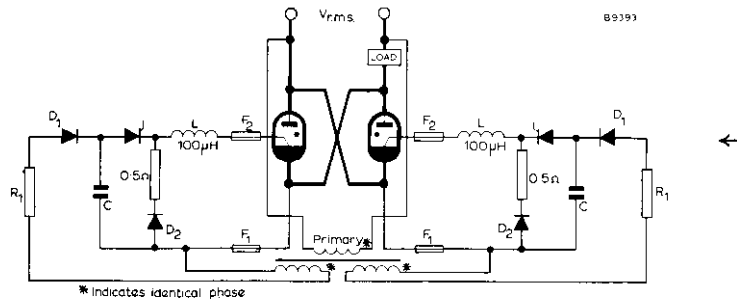 Vr.m.s.
B9393
LOAD
D1
J
L
100µH
F2
F2
L
100µH
D1
R1
C
0·5Ω
D2
F1
Primary*
F1
0·5Ω
D2
C
R1
*
*
* Indicates identical phase